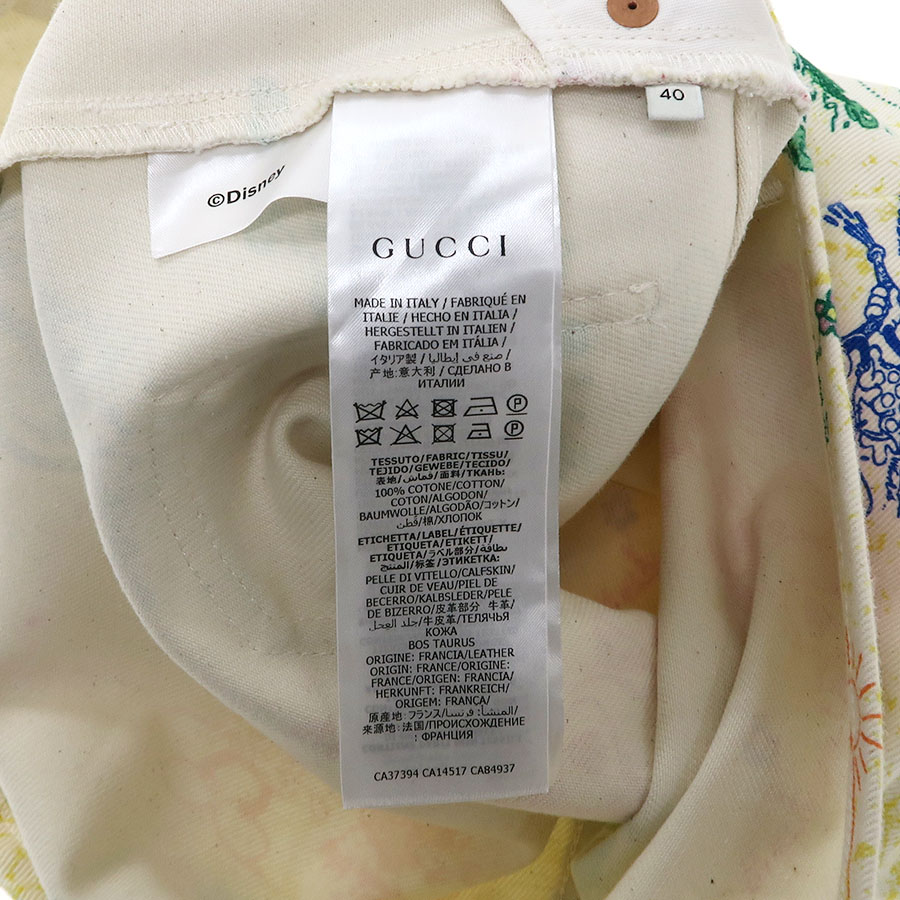 40
©Disney
GUCCI
MADE IN ITALY / FABRIQUÉ EN
ITALIE / HECHO EN ITALIA /
HERGESTELLT IN ITALIEN /
FABRICADO EM ITÁLIA /
イタリア製 / صنع في إيطاليا /
产地:意大利 / СДЕЛАНО В
ИТАЛИИ
TESSUTO/FABRIC/TISSU/
TEJIDO/GEWEBE/TECIDO/
表地/قماش/面料/ТКАНЬ:
100% COTONE/COTTON/
COTON/ALGODON/
BAUMWOLLE/ALGODÃO/コットン/
قُطن/棉/ХЛОПОК
ETICHETTA/LABEL/ÉTIQUETTE/
ETIQUETA/ETIKETT/
ETIQUETA/ラベル部分/بطاقة
المنتج/标签/ЭТИКЕТКА:
PELLE DI VITELLO/CALFSKIN/
CUIR DE VEAU/PIEL DE
BECERRO/KALBSLEDER/PELE
DE BIZERRO/皮革部分 牛革/
جلد العجل/牛皮革/ТЕЛЯЧЬЯ
КОЖА
BOS TAURUS
ORIGINE: FRANCIA/LEATHER
ORIGIN: FRANCE/ORIGINE:
FRANCE/ORIGEN: FRANCIA/
HERKUNFT: FRANKREICH/
ORIGEM: FRANÇA/
原産地: フランス/المنشأ: فرنسا/
来源地: 法国/ПРОИСХОЖДЕНИЕ
: ФРАНЦИЯ
CA37394 CA14517 CA84937